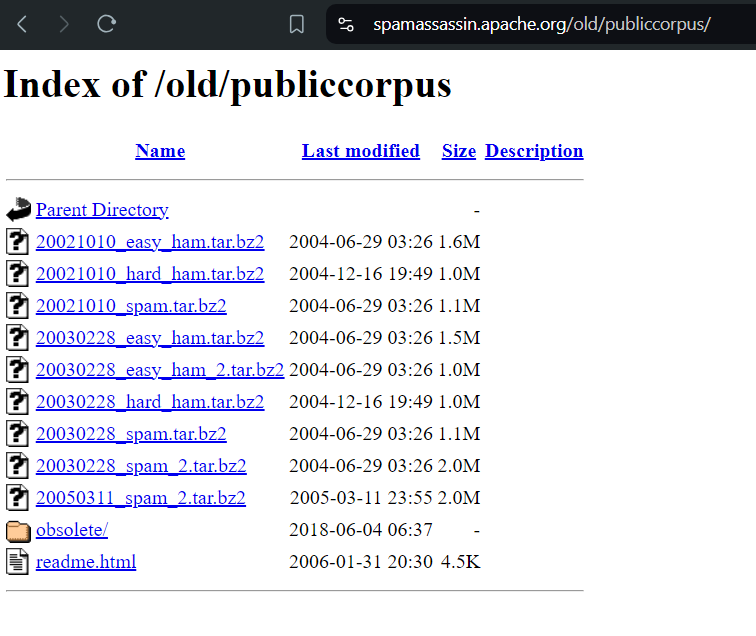 spamassassin.apache.org/old/publiccorpus/
Index of /old/publiccorpus
Name Last modified Size Description
Parent Directory -
20021010_easy_ham.tar.bz2 2004-06-29 03:26 1.6M
20021010_hard_ham.tar.bz2 2004-12-16 19:49 1.0M
20021010_spam.tar.bz2 2004-06-29 03:26 1.1M
20030228_easy_ham.tar.bz2 2004-06-29 03:26 1.5M
20030228_easy_ham_2.tar.bz2 2004-06-29 03:26 1.0M
20030228_hard_ham.tar.bz2 2004-12-16 19:49 1.0M
20030228_spam.tar.bz2 2004-06-29 03:26 1.1M
20030228_spam_2.tar.bz2 2004-06-29 03:26 2.0M
20050311_spam_2.tar.bz2 2005-03-11 23:55 2.0M
obsolete/ 2018-06-04 06:37 -
readme.html 2006-01-31 20:30 4.5K